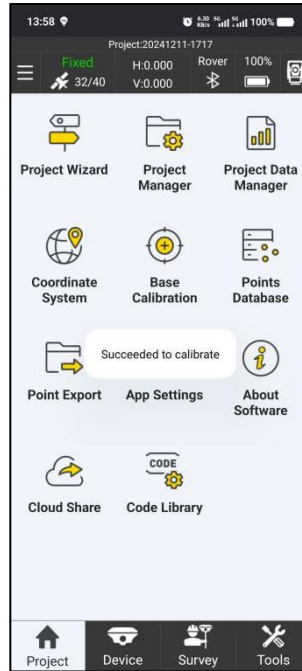 13:58
6.30 KB/s 5G 5G 100%
Project:20241211-1717
Fixed H:0.000 Rover 100%
32/40 V:0.000
Project Wizard Project Manager Project Data Manager
Coordinate System Base Calibration Points Database
Succeeded to calibrate
Point Export App Settings About Software
CODE
Cloud Share Code Library
Project Device Survey Tools